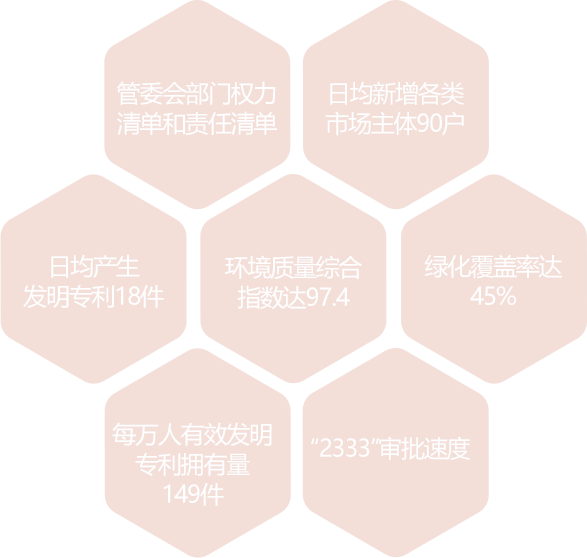 管委会部门权力
清单和责任清单
日均新增各类
市场主体90户
日均产生
发明专利18件
环境质量综合
指数达97.4
绿化覆盖率达
45%
每万人有效发明
专利拥有量
149件
“2333”审批速度